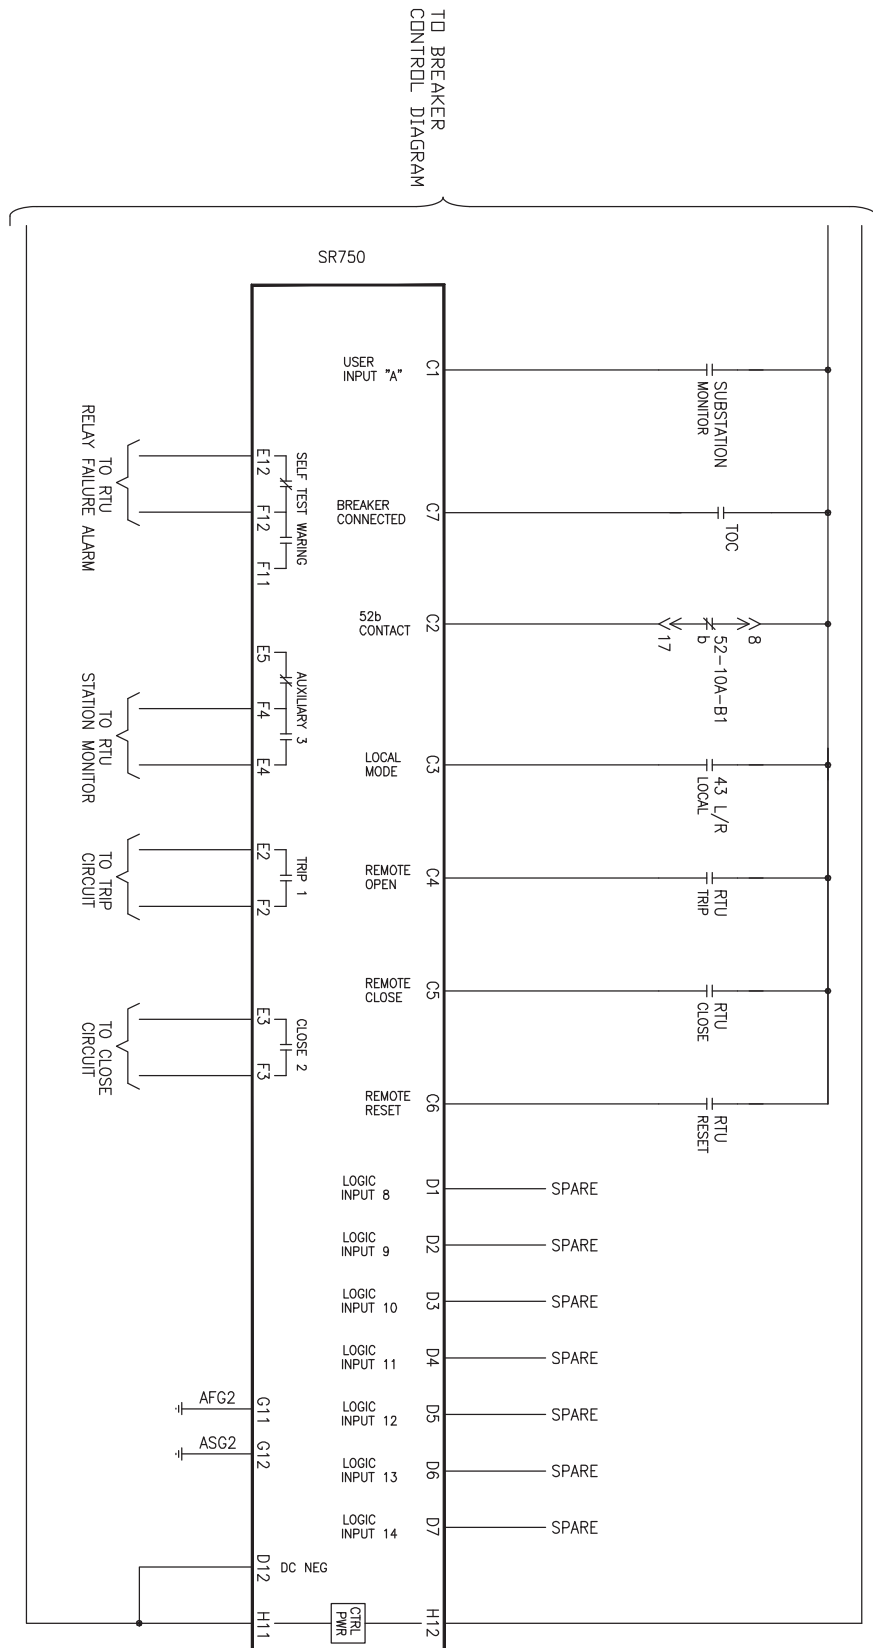 TO BREAKER
CONTROL DIAGRAM
SR750
USER
INPUT "A"
C1
SUBSTATION
MONITOR
BREAKER
CONNECTED
C7
TOC
52b
CONTACT
C2
17
b
52-10A-B1
8
LOCAL
MODE
C3
43 L/R
LOCAL
REMOTE
OPEN
C4
RTU
TRIP
REMOTE
CLOSE
C5
RTU
CLOSE
REMOTE
RESET
C6
RTU
RESET
LOGIC
INPUT 8
D1
SPARE
LOGIC
INPUT 9
D2
SPARE
LOGIC
INPUT 10
D3
SPARE
LOGIC
INPUT 11
D4
SPARE
LOGIC
INPUT 12
D5
SPARE
LOGIC
INPUT 13
D6
SPARE
LOGIC
INPUT 14
D7
SPARE
TO RTU
RELAY FAILURE ALARM
E12
F12
F11
SELF TEST WARING
TO RTU
STATION MONITOR
E5
F4
E4
AUXILIARY 3
TO TRIP
CIRCUIT
E2
F2
TRIP 1
TO CLOSE
CIRCUIT
E3
F3
CLOSE 2
AFG2
G11
ASG2
G12
D12
DC NEG
H11
CTRL
PWR
H12